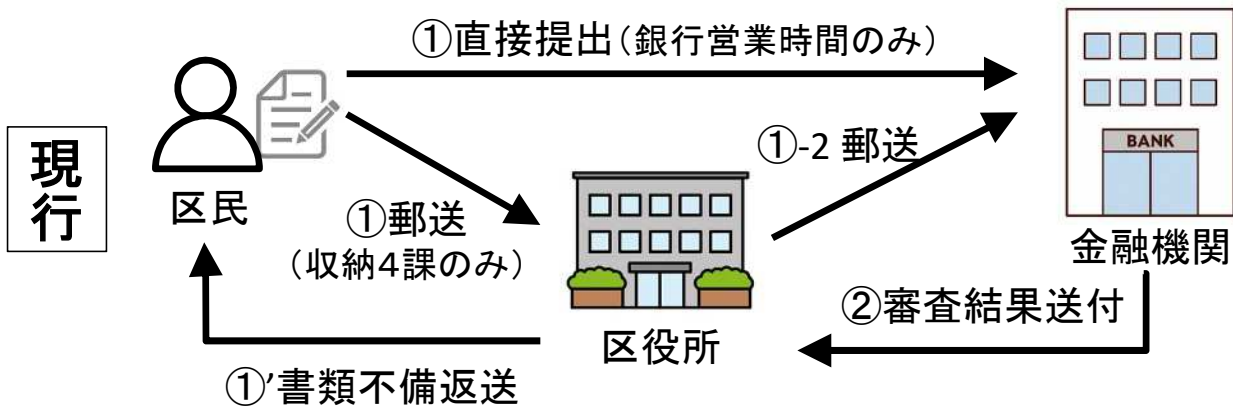 ①直接提出（銀行営業時間のみ）
現行
BANK
①-2 郵送
区民
①郵送
（収納4課のみ）
金融機関
②審査結果送付
区役所
①’書類不備返送